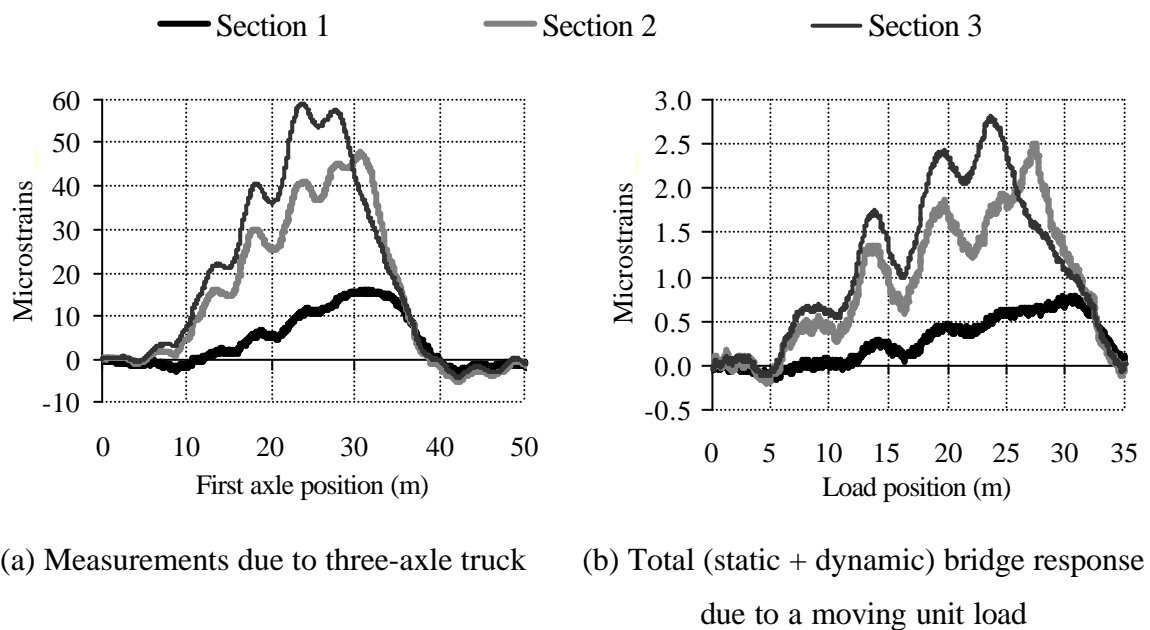 Section 1 Section 2 Section 3
60
50
40
30
20
10
0
-10
Microstrains
0 10 20 30 40 50
First axle position (m)
3.0
2.5
2.0
1.5
1.0
0.5
0.0
-0.5
Microstrains
0 5 10 15 20 25 30 35
Load position (m)
(a) Measurements due to three-axle truck
(b) Total (static + dynamic) bridge response
due to a moving unit load